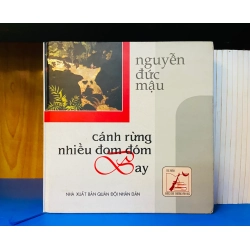 nguyễn
đức
mậu
cánh rừng
nhiều đom đóm
Bay
NHÀ XUẤT BẢN QUÂN ĐỘI NHÂN DÂN